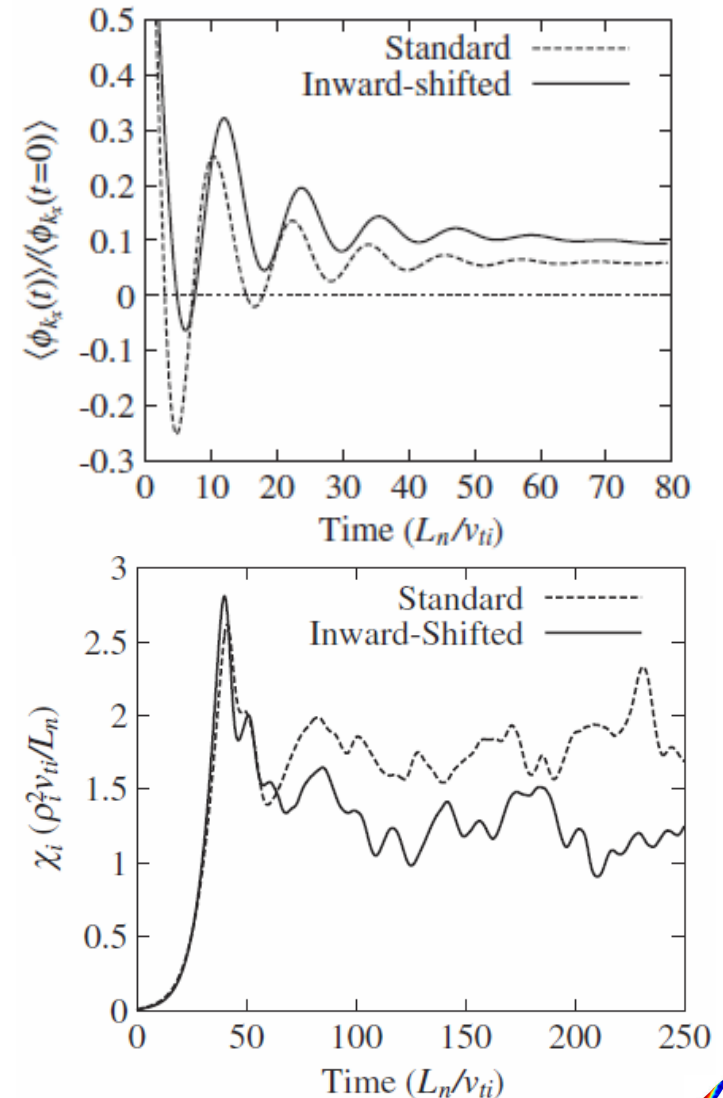 0.5
0.4
0.3
0.2
0.1
0
-0.1
-0.2
-0.3
⟨ϕkₓ(t)⟩/⟨ϕkₓ(t=0)⟩
Standard
Inward-shifted
0 10 20 30 40 50 60 70 80
Time (Lₙ/vₜᵢ)
3
2.5
2
1.5
1
0.5
0
χᵢ (ρᵢ²vₜᵢ/Lₙ)
Standard
Inward-Shifted
0 50 100 150 200 250
Time (Lₙ/vₜᵢ)